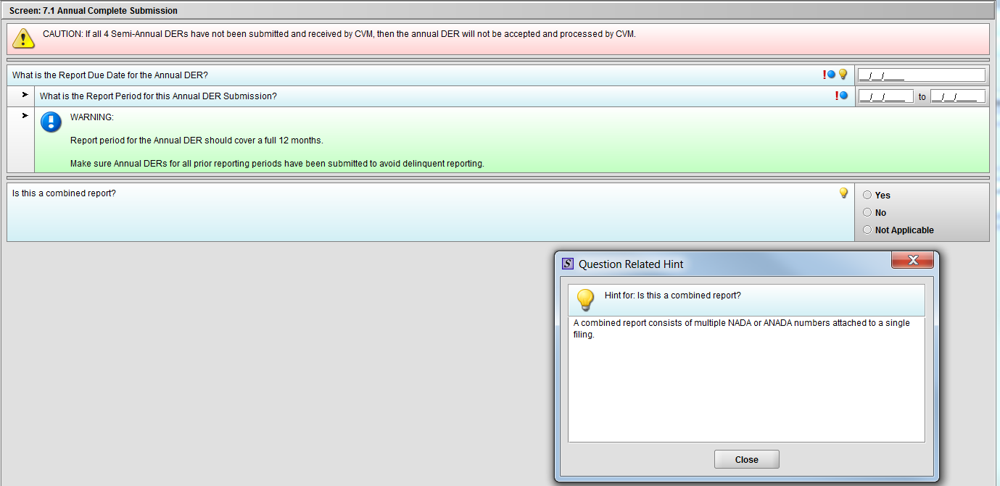 Screen: 7.1 Annual Complete Submission
CAUTION: If all 4 Semi-Annual DERs have not been submitted and received by CVM, then the annual DER will not be accepted and processed by CVM.
What is the Report Due Date for the Annual DER?
__/__/____
What is the Report Period for this Annual DER Submission?
__/__/____ to __/__/____
WARNING:
Report period for the Annual DER should cover a full 12 months.
Make sure Annual DERs for all prior reporting periods have been submitted to avoid delinquent reporting.
Is this a combined report?
Yes
No
Not Applicable
S Question Related Hint
Hint for: Is this a combined report?
A combined report consists of multiple NADA or ANADA numbers attached to a single
filing.
Close